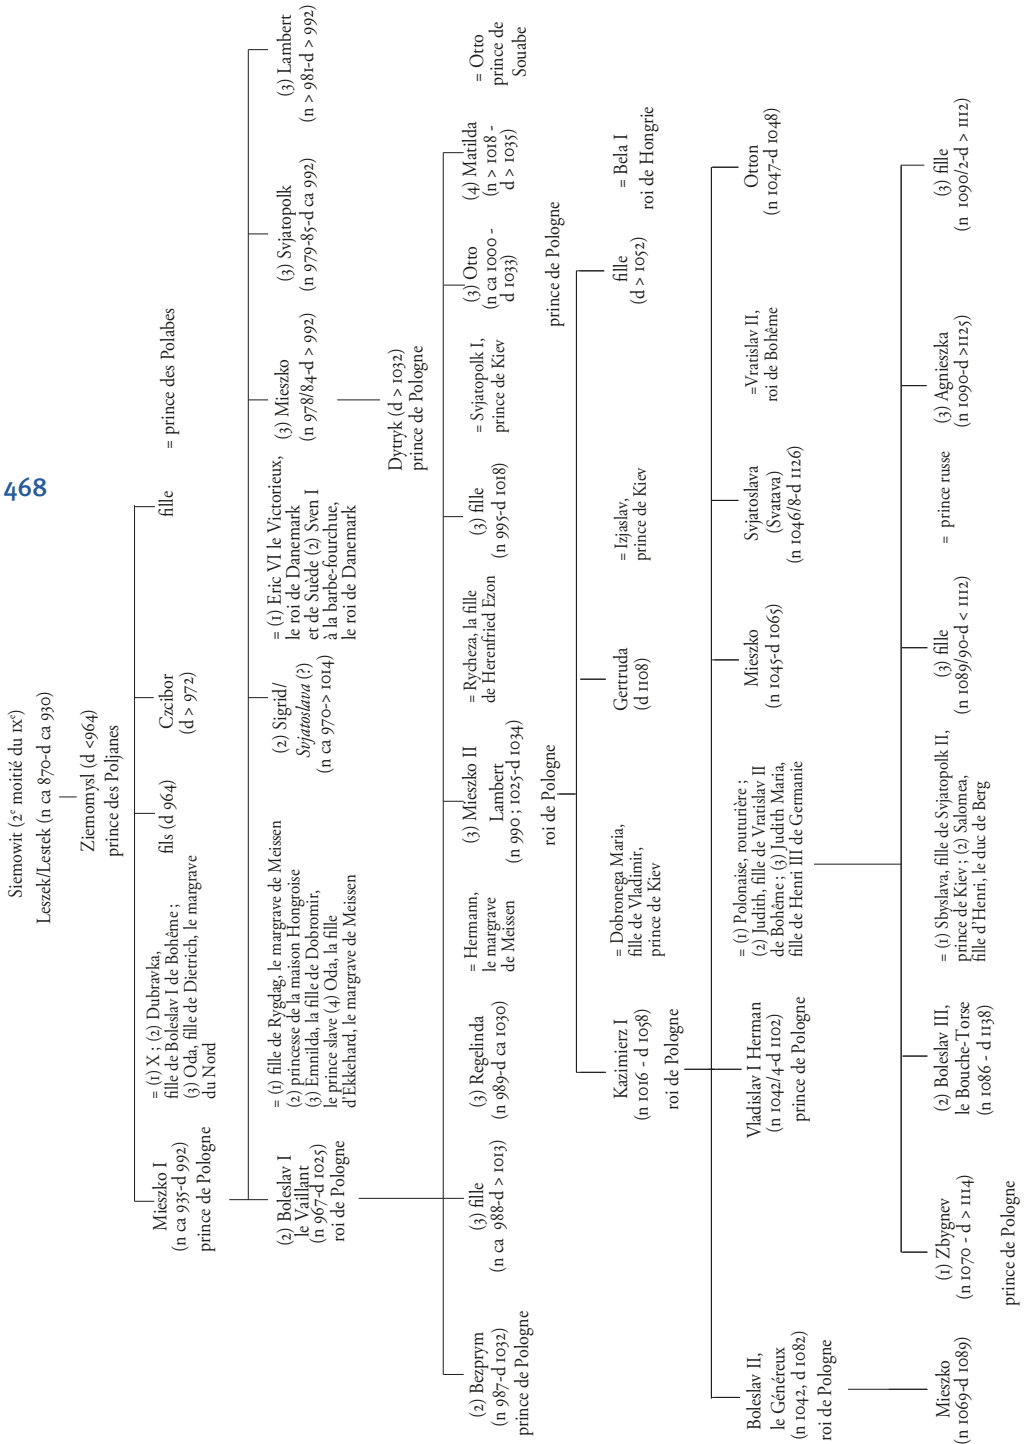 468
Siemowit (2e moitié du IXe)
Leszek/Lestek (n ca 870-d ca 930)
Ziemomysl (d <964)
prince des Poljanes
Mieszko I
(n ca 935-d 992)
prince de Pologne
= (1) X ; (2) Dubravka,
fille de Boleslav I de Bohême ;
(3) Oda, fille de Dietrich, le margrave
du Nord
fils (d 964)
Czcibor
(d > 972)
fille
= prince des Polabes
(2) Boleslav I
le Vaillant
(n 967-d 1025)
roi de Pologne
= (1) fille de Rygdag, le margrave de Meissen
(2) princesse de la maison Hongroise
(3) Emnilda, la fille de Dobromir,
le prince slave (4) Oda, la fille
d'Ekkehard, le margrave de Meissen
(2) Sigrid/
Svjatoslava (?)
(n ca 970-> 1014)
= (1) Eric VI le Victorieux,
le roi de Danemark
et de Suède (2) Sven I
à la barbe-fourchue,
le roi de Danemark
(3) Mieszko
(n 978/84-d > 992)
(3) Svjatopolk
(n 979-85-d ca 992)
(3) Lambert
(n > 981-d > 992)
Dytryk (d > 1032)
prince de Pologne
(2) Bezprym
(n 987-d 1032)
prince de Pologne
(3) fille
(n ca 988-d > 1013)
(3) Regelinda
(n 989-d ca 1030)
= Hermann,
le margrave
de Meissen
(3) Mieszko II
Lambert
(n 990 ; 1025-d 1034)
roi de Pologne
= Rycheza, la fille
de Herenfried Ezon
(3) fille
(n 995-d 1018)
= Svjatopolk I,
prince de Kiev
(3) Otto
(n ca 1000 -
d 1033)
prince de Pologne
(4) Matilda
(n > 1018 -
d > 1035)
= Otto
prince de
Souabe
Kazimierz I
(n 1016 - d 1058)
roi de Pologne
= Dobronega Maria,
fille de Vladimir,
prince de Kiev
Gertruda
(d 1108)
= Izjaslav,
prince de Kiev
fille
(d > 1052)
= Bela I
roi de Hongrie
Boleslav II,
le Généreux
(n 1042, d 1082)
roi de Pologne
Vladislav I Herman
(n 1042/4-d 1102)
prince de Pologne
= (1) Polonaise, routurière ;
(2) Judith, fille de Vratislav II
de Bohême ; (3) Judith Maria,
fille de Henri III de Germanie
Mieszko
(n 1045-d 1065)
Svjatoslava
(Svatava)
(n 1046/8-d 1126)
=Vratislav II,
roi de Bohême
Otton
(n 1047-d 1048)
Mieszko
(n 1069-d 1089)
(1) Zbygnev
(n 1070 - d > 1114)
prince de Pologne
(2) Boleslav III,
le Bouche-Torse
(n 1086 - d 1138)
= (1) Sbyslava, fille de Svjatopolk II,
prince de Kiev ; (2) Salomea,
fille d'Henri, le duc de Berg
(3) fille
(n 1089/90-d < 1112)
= prince russe
(3) Agnieszka
(n 1090-d >1125)
(3) fille
(n 1090/2-d > 1112)